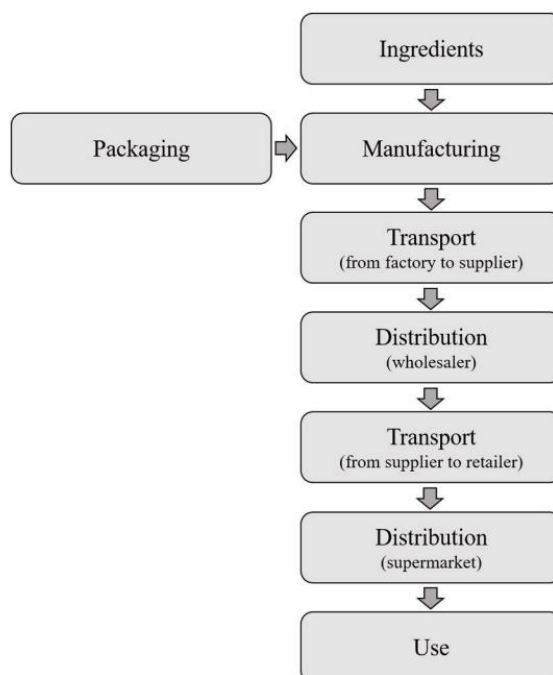 Ingredients
Packaging
Manufacturing
Transport
(from factory to supplier)
Distribution
(wholesaler)
Transport
(from supplier to retailer)
Distribution
(supermarket)
Use